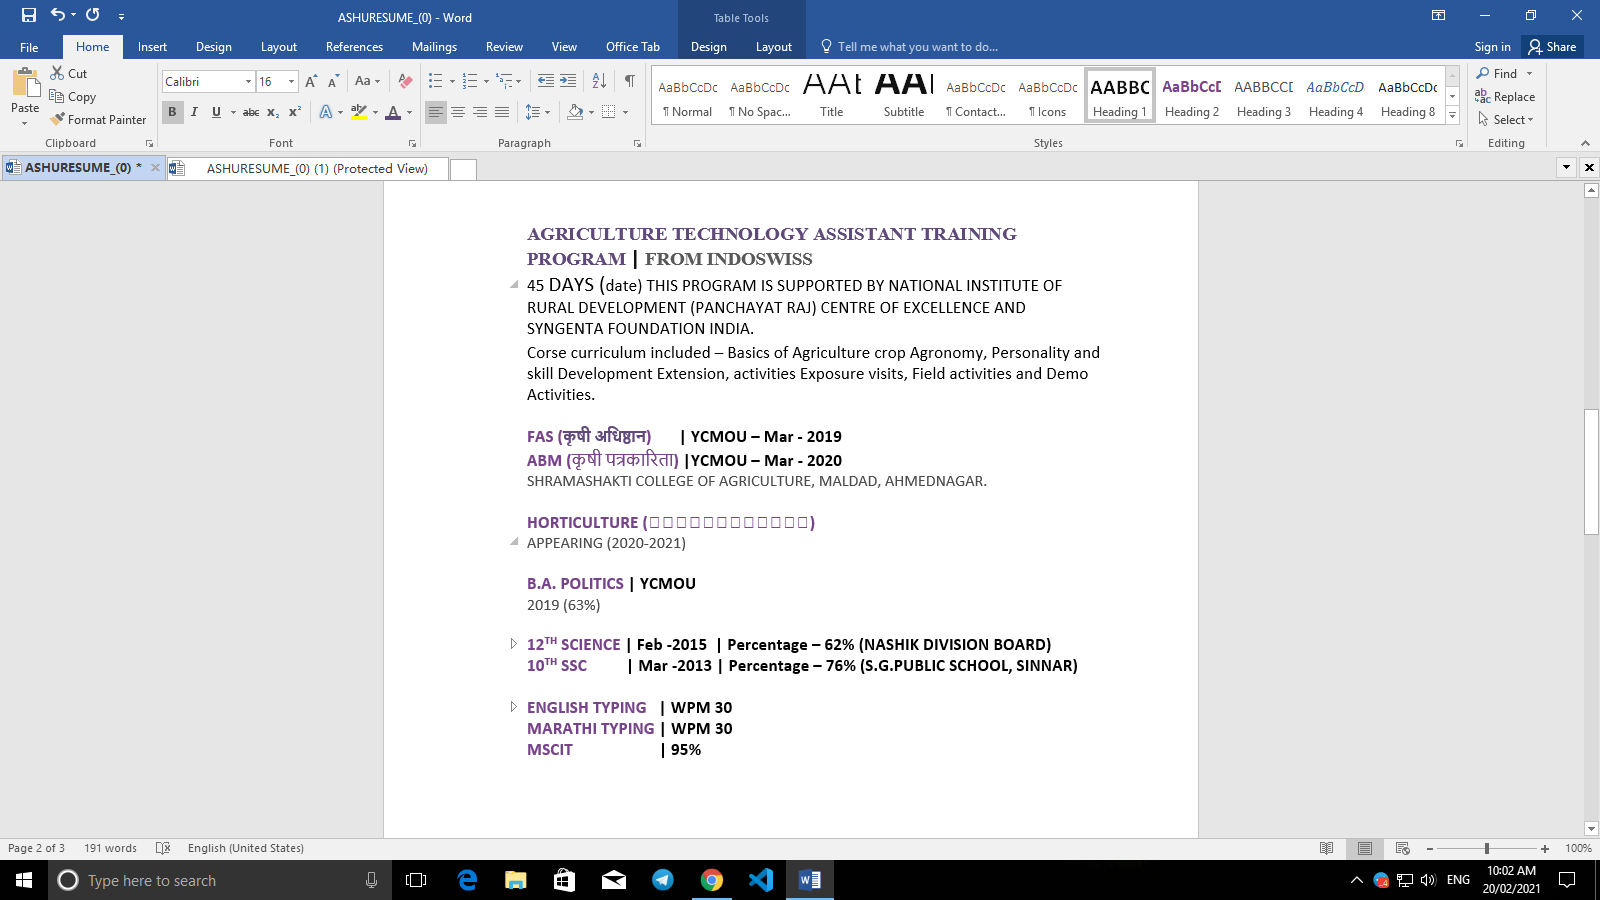 ASHURESUME_(0) - Word
Table Tools
File Home Insert Design Layout References Mailings Review View Office Tab Design Layout Tell me what you want to do... Sign in Share
Cut
Copy
Format Painter
Paste
Calibri 16
Clipboard Font Paragraph Styles Editing
AaBbCcDc AaBbCcDc AABbCcDc AaBbCcDc AABBCC AaBbCcD AABBCCD AaBbCcD AaBbCcDc
¶ Normal ¶ No Spac... Title Subtitle ¶ Contact... ¶ Icons Heading 1 Heading 2 Heading 3 Heading 4 Heading 8
Find
Replace
Select
ASHURESUME_(0) * ASHURESUME_(0) (1) (Protected View)
AGRICULTURE TECHNOLOGY ASSISTANT TRAINING
PROGRAM | FROM INDOSWISS
45 DAYS (date) THIS PROGRAM IS SUPPORTED BY NATIONAL INSTITUTE OF
RURAL DEVELOPMENT (PANCHAYAT RAJ) CENTRE OF EXCELLENCE AND
SYNGENTA FOUNDATION INDIA.
Corse curriculum included – Basics of Agriculture crop Agronomy, Personality and
skill Development Extension, activities Exposure visits, Field activities and Demo
Activities.
FAS (कृषी अधिष्ठान) | YCMOU – Mar - 2019
ABM (कृषी पत्रकारिता) |YCMOU – Mar - 2020
SHRAMASHAKTI COLLEGE OF AGRICULTURE, MALDAD, AHMEDNAGAR.
HORTICULTURE (□□□□□□□□□□□□)
APPEARING (2020-2021)
B.A. POLITICS | YCMOU
2019 (63%)
12TH SCIENCE | Feb -2015 | Percentage – 62% (NASHIK DIVISION BOARD)
10TH SSC | Mar -2013 | Percentage – 76% (S.G.PUBLIC SCHOOL, SINNAR)
ENGLISH TYPING | WPM 30
MARATHI TYPING | WPM 30
MSCIT | 95%
Page 2 of 3 191 words English (United States) 100%
Type here to search
ENG
10:02 AM
20/02/2021